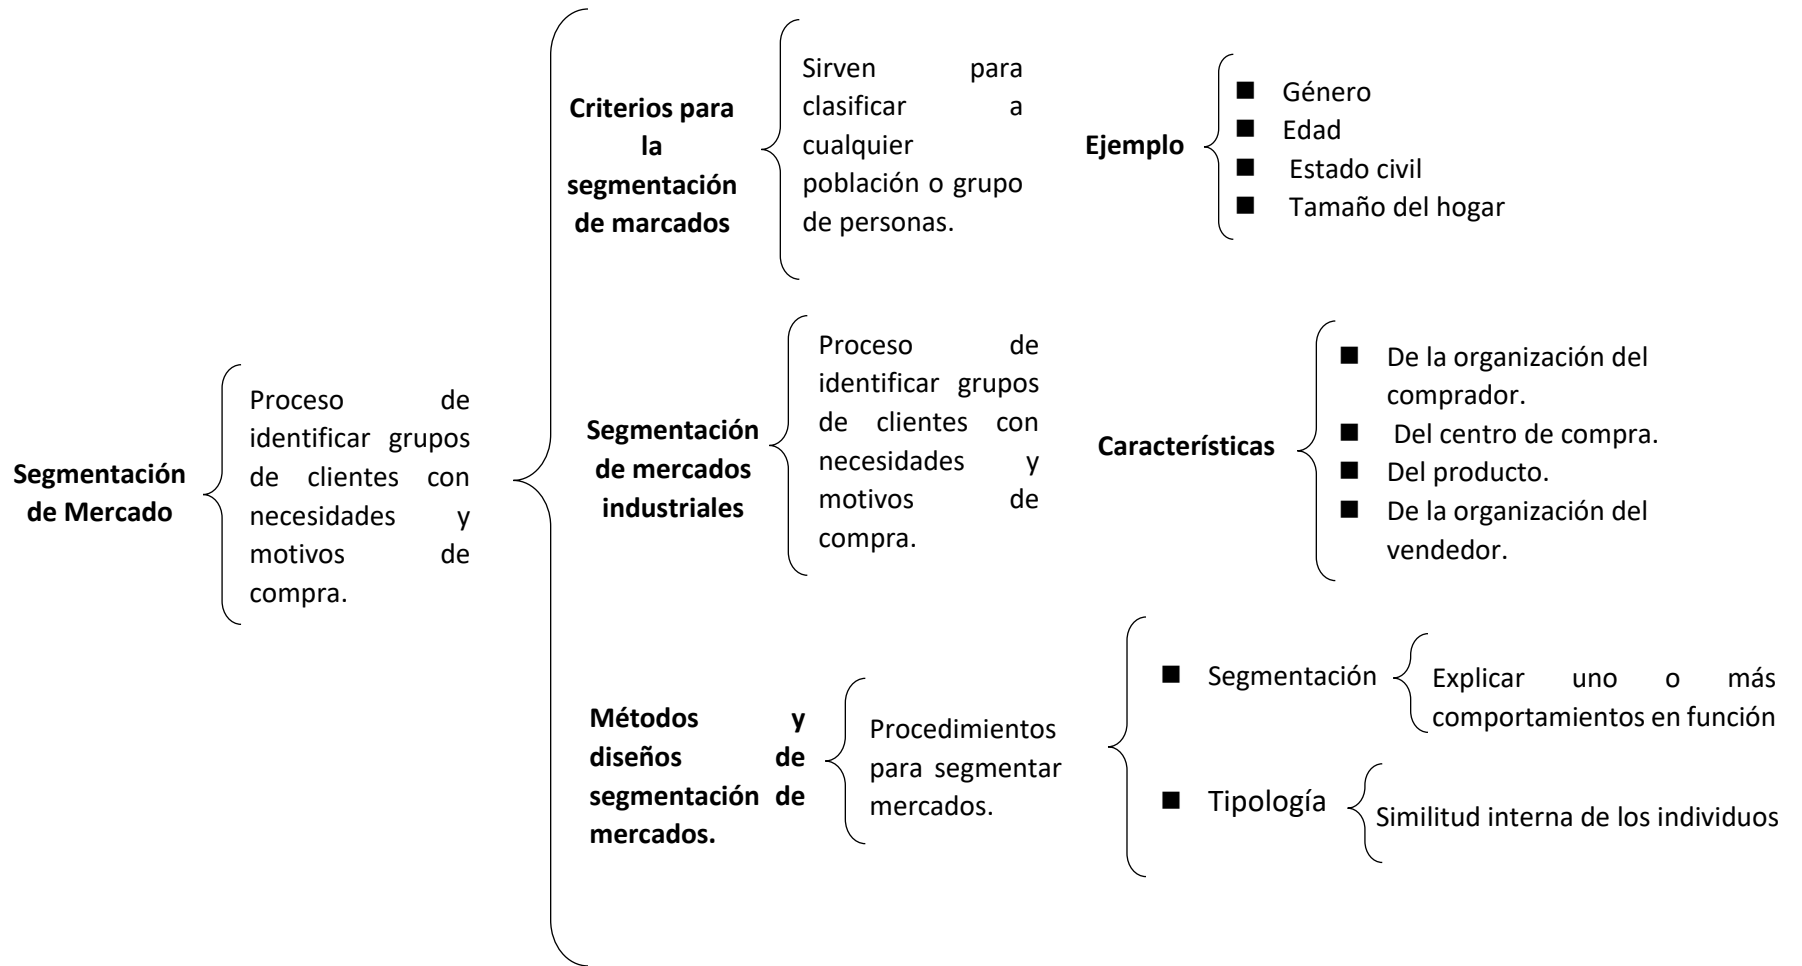 Segmentación
de Mercado
Proceso de
identificar grupos
de clientes con
necesidades y
motivos de
compra.
Criterios para
la
segmentación
de marcados
Sirven para
clasificar a
cualquier
población o grupo
de personas.
Ejemplo
■ Género
■ Edad
■ Estado civil
■ Tamaño del hogar
Segmentación
de mercados
industriales
Proceso de
identificar grupos
de clientes con
necesidades y
motivos de
compra.
Características
■ De la organización del
comprador.
■ Del centro de compra.
■ Del producto.
■ De la organización del
vendedor.
Métodos y
diseños de
segmentación de
mercados.
Procedimientos
para segmentar
mercados.
■ Segmentación
Explicar uno o más
comportamientos en función
■ Tipología
Similitud interna de los individuos